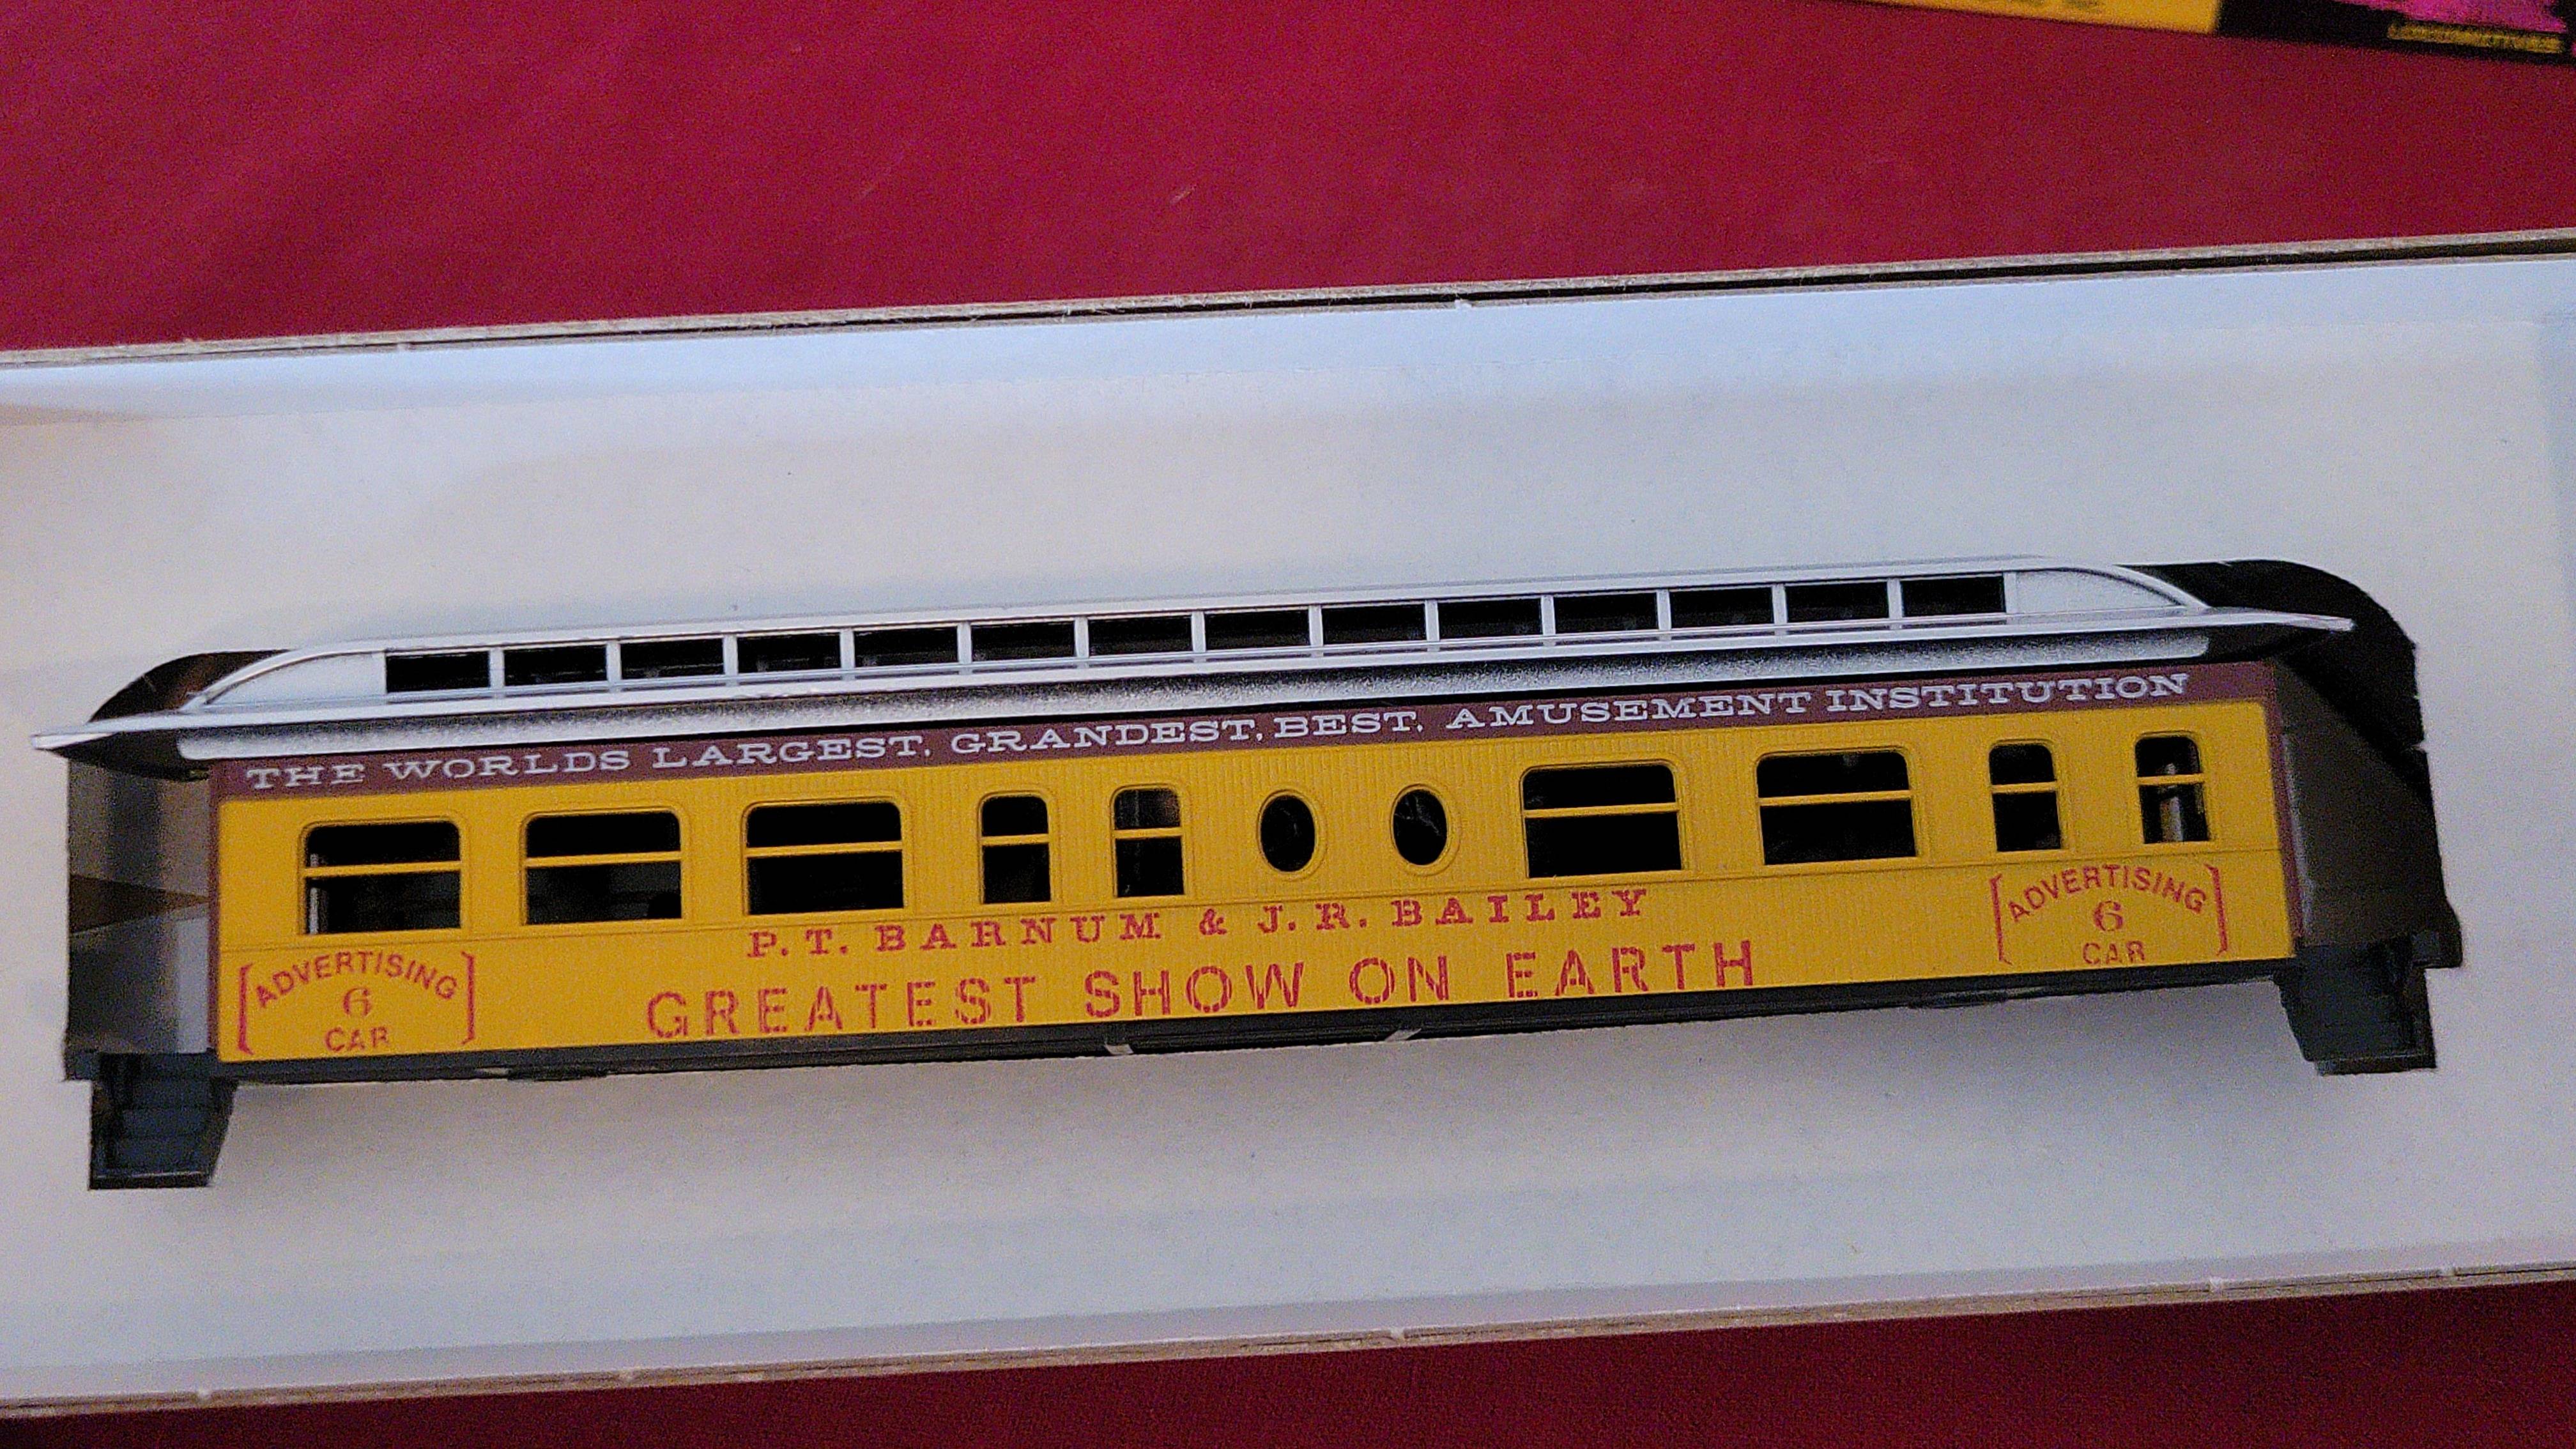 THE WORLDS LARGEST, GRANDEST, BEST, AMUSEMENT INSTITUTION
P.T. BARNUM & J.R. BAILEY
GREATEST SHOW ON EARTH
ADVERTISING
6
CAR
ADVERTISING
6
CAR